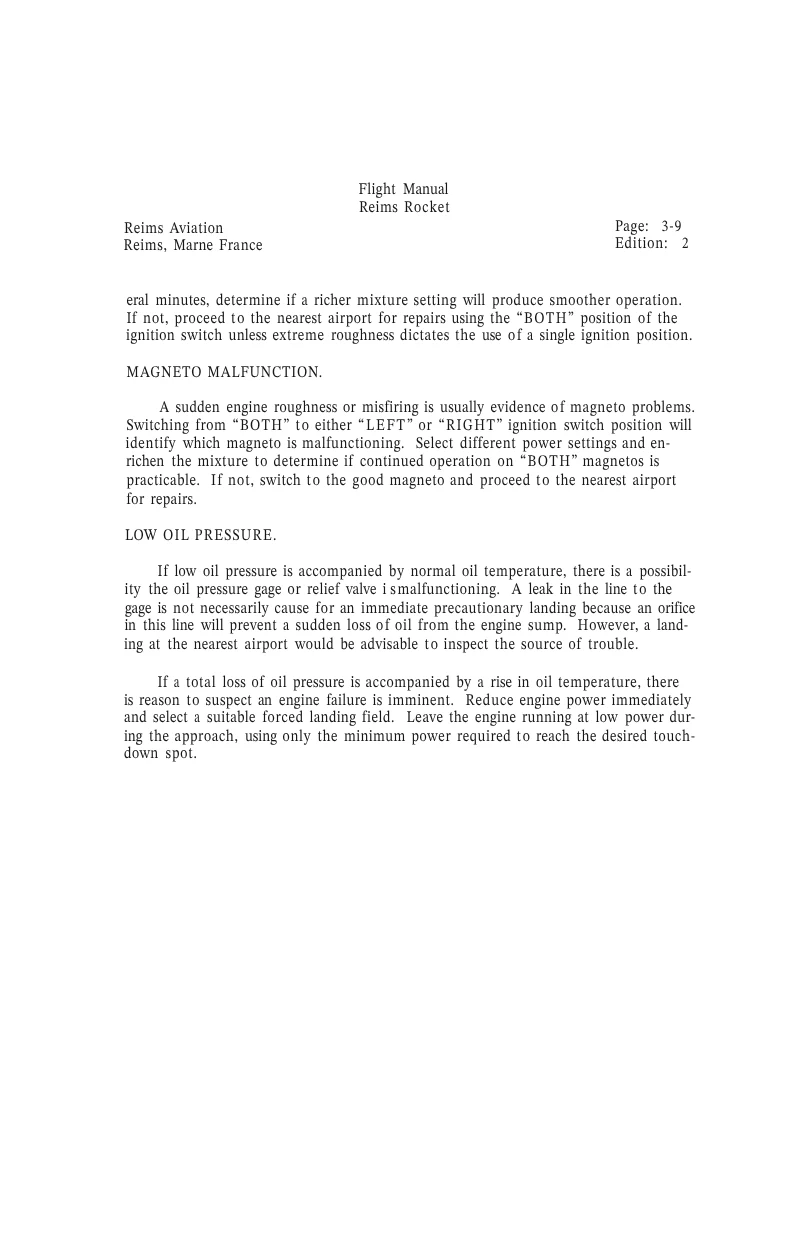 Flight Manual
Reims Rocket
Reims Aviation
Page: 3-9
Reims, Marne France
Edition: 2
eral minutes, determine if a richer mixture setting will produce smoother operation.
If not, proceed to the nearest airport for repairs using the “BOTH” position of the
ignition switch unless extreme roughness dictates the use of a single ignition position.
MAGNETO MALFUNCTION.
A sudden engine roughness or misfiring is usually evidence of magneto problems.
Switching from “BOTH” to either “LEFT” or “RIGHT” ignition switch position will
identify which magneto is malfunctioning. Select different power settings and en-
richen the mixture to determine if continued operation on “BOTH” magnetos is
practicable. If not, switch to the good magneto and proceed to the nearest airport
for repairs.
LOW OIL PRESSURE.
If low oil pressure is accompanied by normal oil temperature, there is a possibil-
ity the oil pressure gage or relief valve is malfunctioning. A leak in the line to the
gage is not necessarily cause for an immediate precautionary landing because an orifice
in this line will prevent a sudden loss of oil from the engine sump. However, a land-
ing at the nearest airport would be advisable to inspect the source of trouble.
If a total loss of oil pressure is accompanied by a rise in oil temperature, there
is reason to suspect an engine failure is imminent. Reduce engine power immediately
and select a suitable forced landing field. Leave the engine running at low power dur-
ing the approach, using only the minimum power required to reach the desired touch-
down spot.